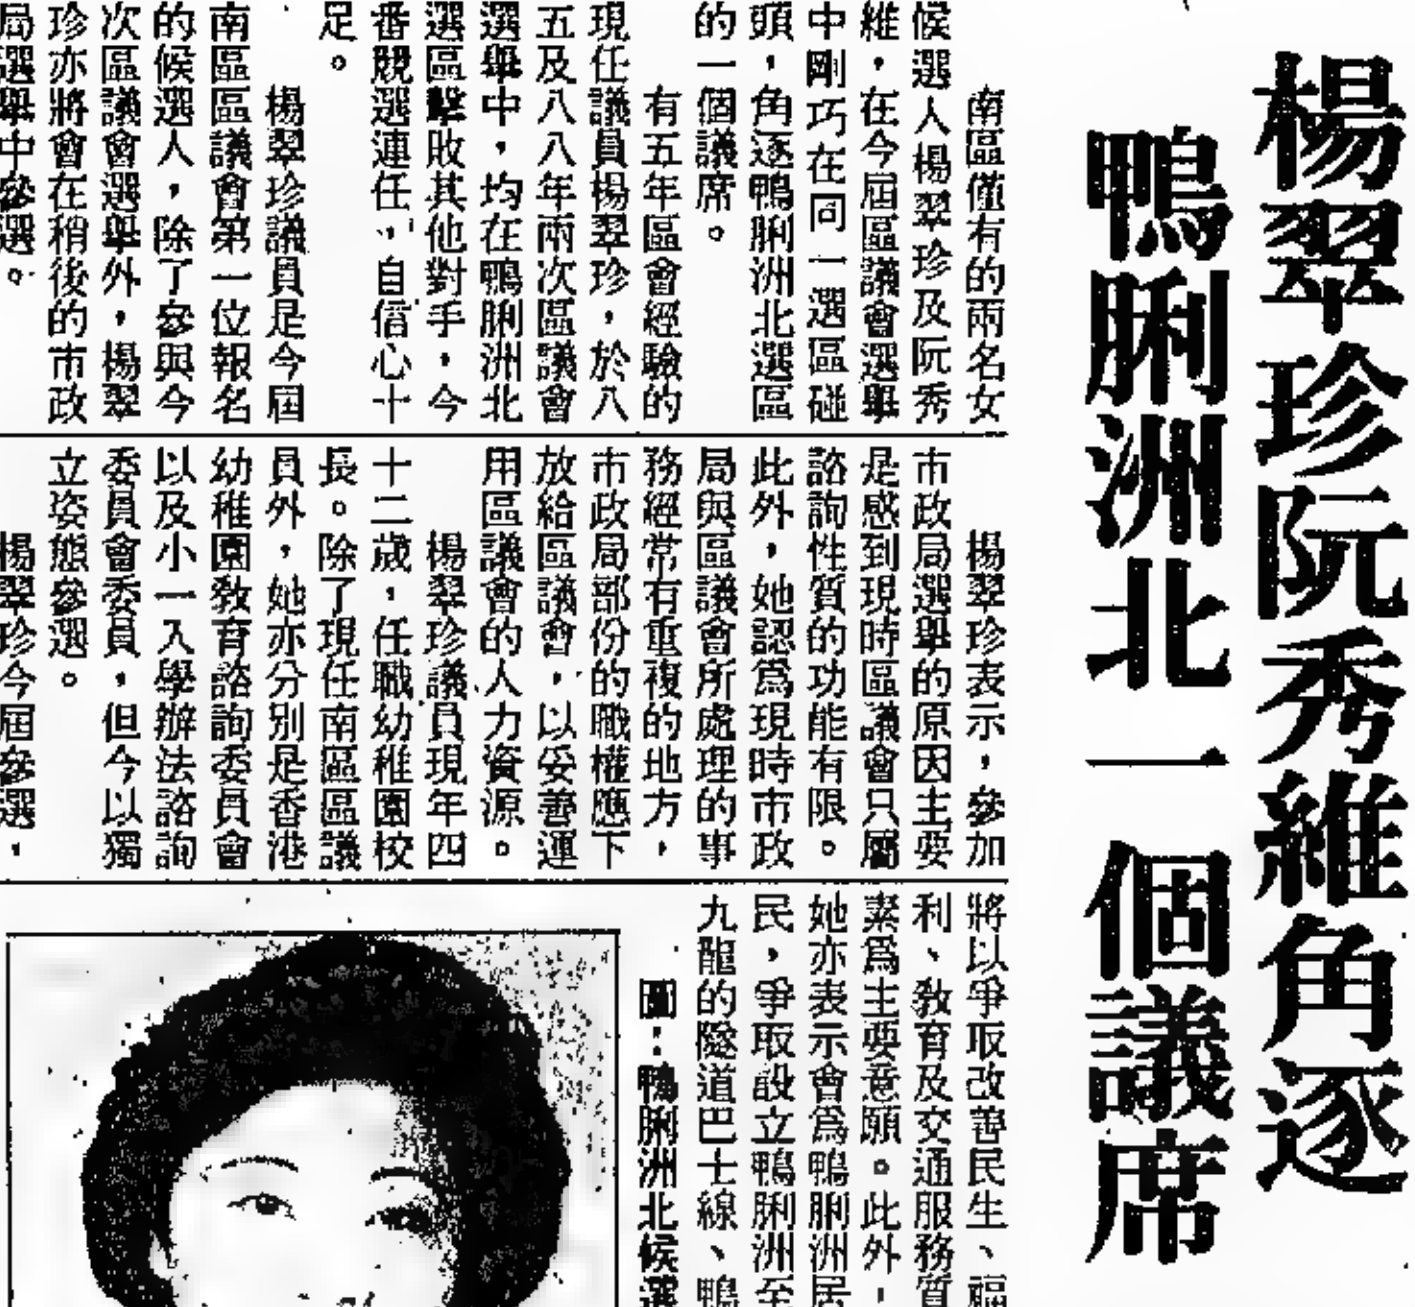 楊翠珍阮秀維角逐
鴨脷洲北一個議席
南區僅有的兩名女
候選人楊翠珍及阮秀
維，在今屆區議會選舉
中剛巧在同一選區碰
頭，角逐鴨脷洲北選區
的一個議席。
有五年區會經驗的
現任議員楊翠珍，於八
五及八八年兩次區議會
選舉中，均在鴨脷洲北
選區擊敗其他對手，今
番競選連任，自信心十
足。
楊翠珍議員是今屆
南區區議會第一位報名
的候選人，除了參與今
次區議會選舉外，楊翠
珍亦將會在稍後的市政
局選舉中參選。
楊翠珍表示，參加
市政局選舉的原因主要
是感到現時區議會只屬
諮詢性質的功能有限。
此外，她認爲現時市政
局與區議會所處理的事
務經常有重複的地方，
市政局部份的職權應下
放給區議會，以妥善運
用區議會的人力資源。
楊翠珍議員現年四
十二歲，任職幼稚園校
長。除了現任南區區議
員外，她亦分別是香港
幼稚園敎育諮詢委員會
以及小一入學辦法諮詢
委員會委員，但今以獨
立姿態參選。
楊翠珍今屆參選，
將以爭取改善民生、福
利、敎育及交通服務質
素爲主要意願。此外，
她亦表示會爲鴨脷洲居
民，爭取設立鴨脷洲至
九龍的隧道巴士線、鴨
圖：鴨脷洲北候選